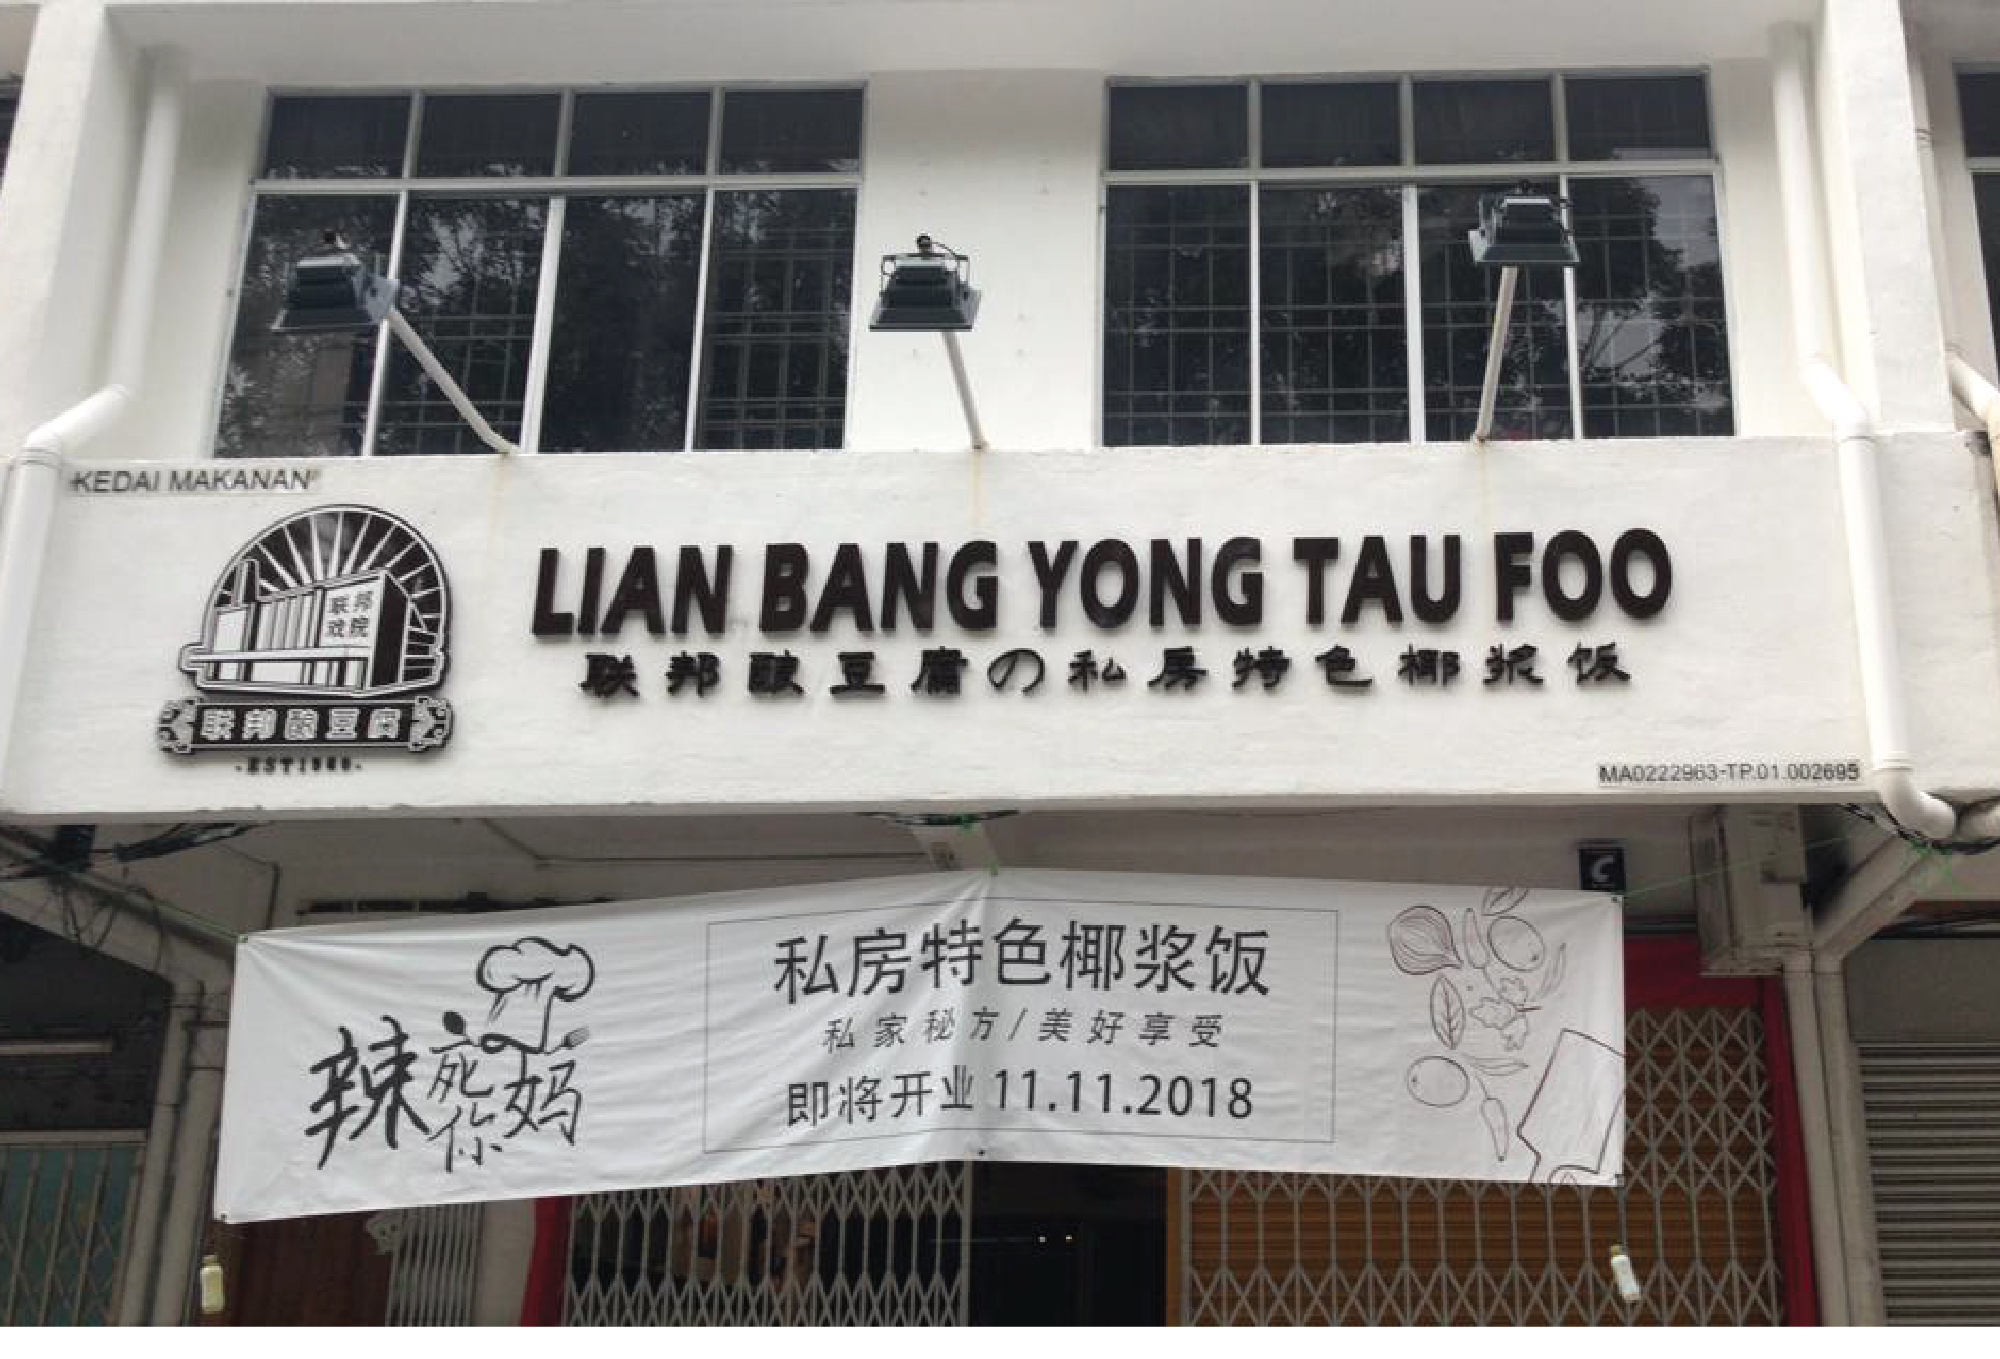 KEDAI MAKANAN
联邦
戏院
联邦酿豆腐
LIAN BANG YONG TAU FOO
联邦酿豆腐の私房特色椰浆饭
MA0222963-TP.01.002695
辣死你妈
私房特色椰浆饭
私家秘方/美好享受
即将开业 11.11.2018